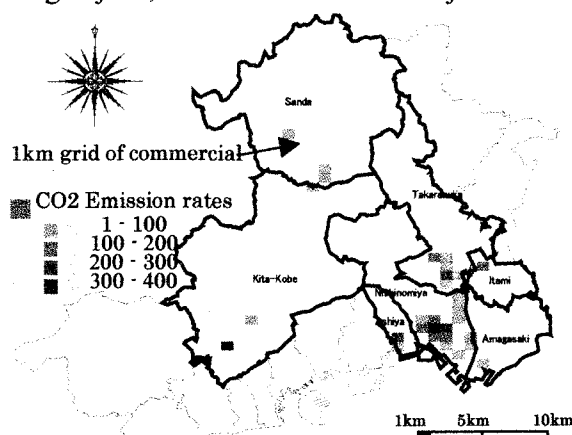 Sanda
1km grid of commercial
Takarazuka
CO2 Emission rates
1 - 100
100 - 200
200 - 300
300 - 400
Kita-Kobe
Itami
Nishinomiya
Ashiya
Amagasaki
1km 5km 10km